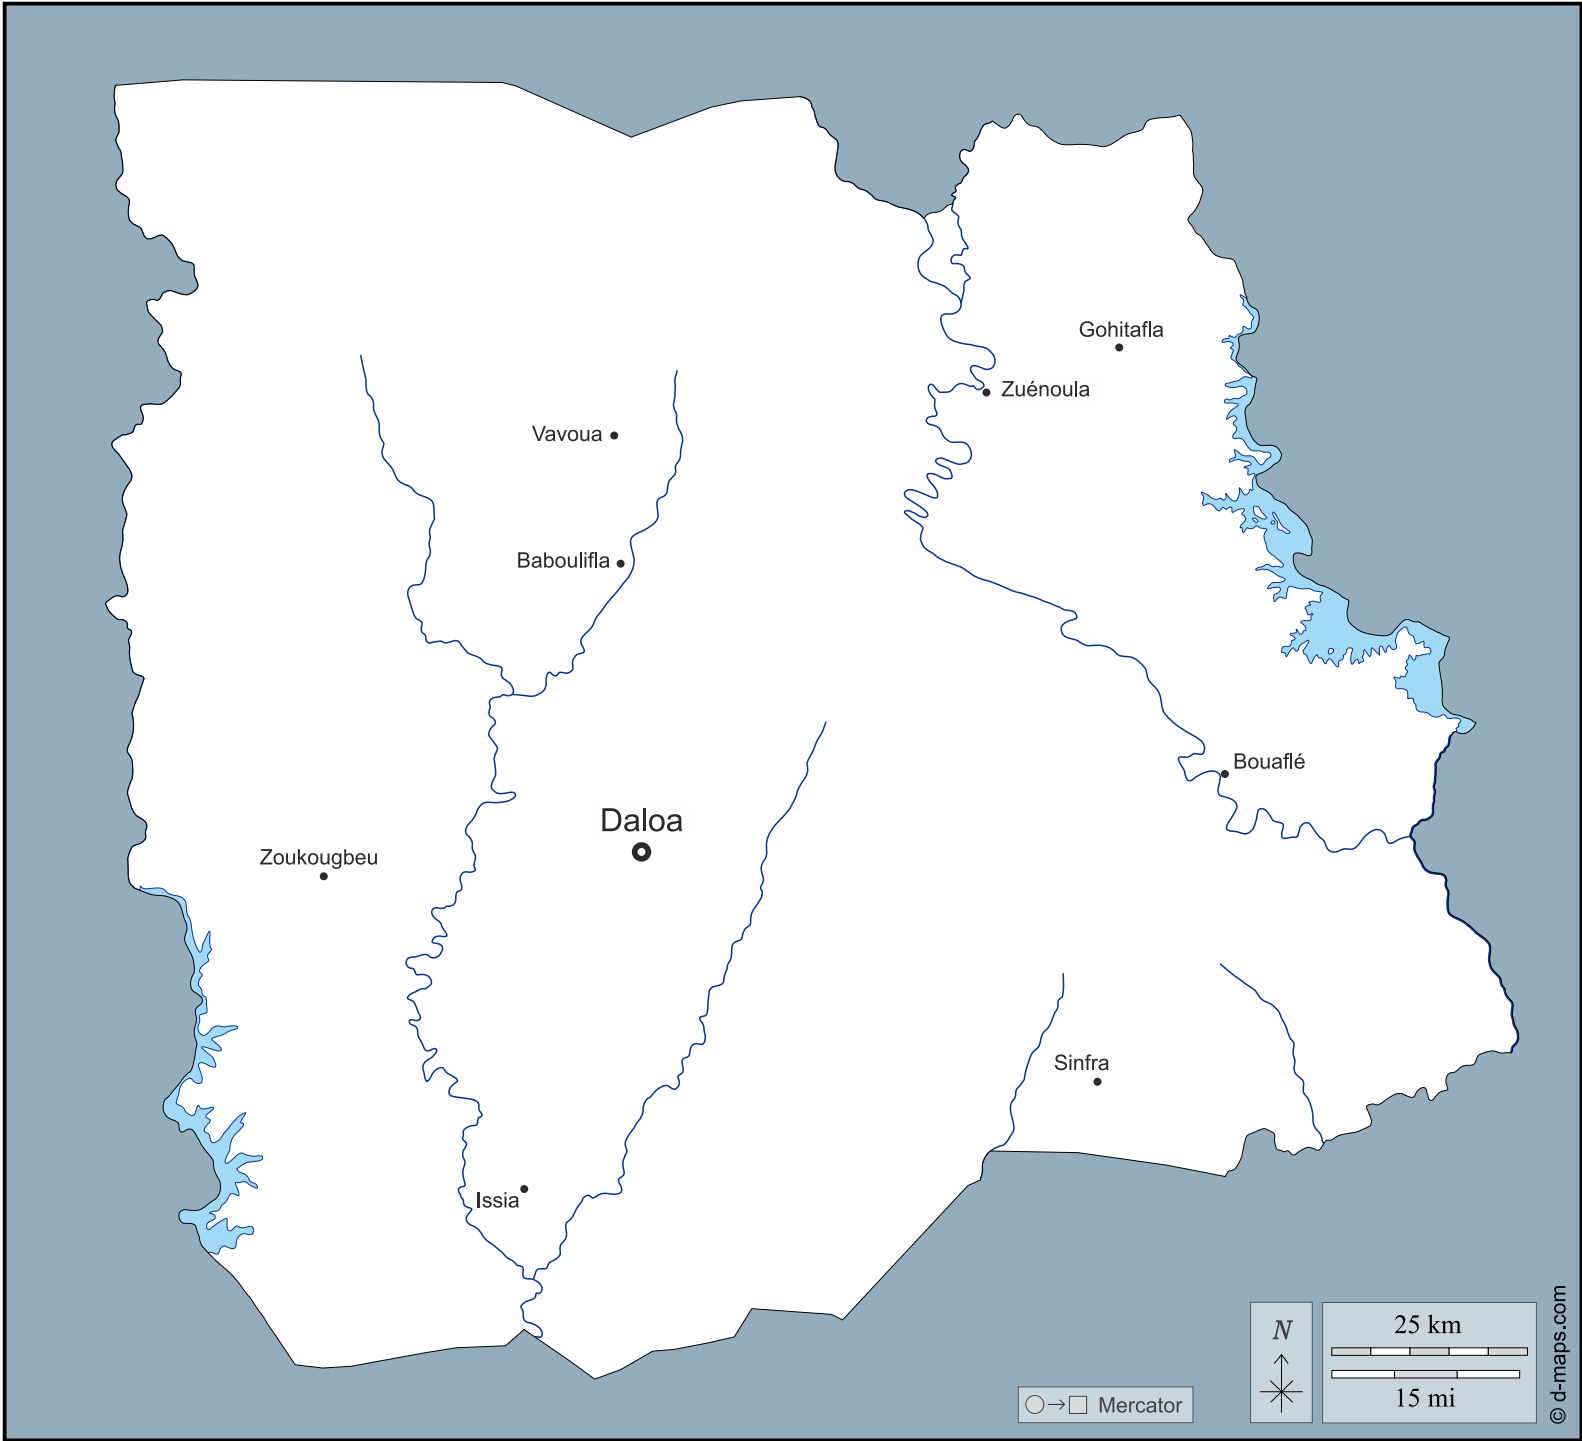 Gohitafla
Zuénoula
Vavoua
Baboulifla
Bouaflé
Daloa
Zoukougbeu
Sinfra
Issia
N
25 km
15 mi
Mercator
© d-maps.com